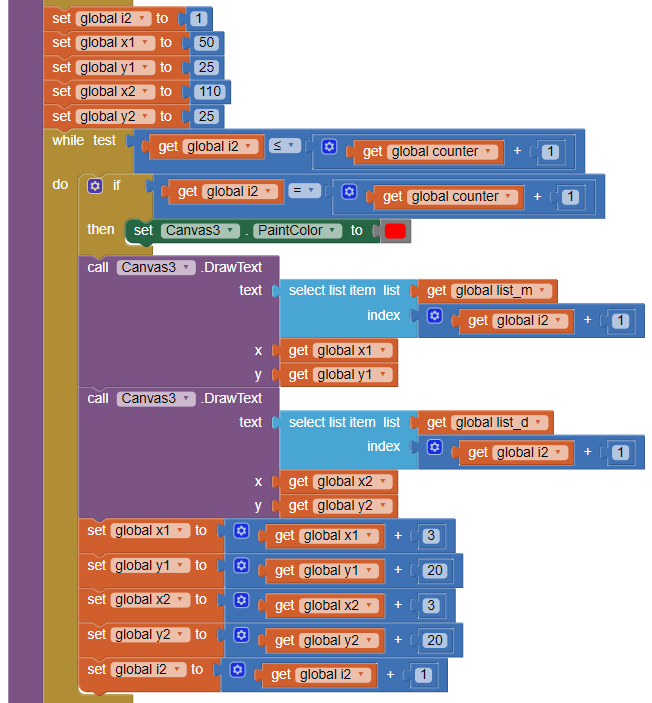 set global i2 to 1
set global x1 to 50
set global y1 to 25
set global x2 to 110
set global y2 to 25
while test get global i2 ≤ get global counter + 1
do if get global i2 = get global counter + 1
then set Canvas3 . PaintColor to
call Canvas3 .DrawText
text select list item list get global list_m
index get global i2 + 1
x get global x1
y get global y1
call Canvas3 .DrawText
text select list item list get global list_d
index get global i2 + 1
x get global x2
y get global y2
set global x1 to get global x1 + 3
set global y1 to get global y1 + 20
set global x2 to get global x2 + 3
set global y2 to get global y2 + 20
set global i2 to get global i2 + 1